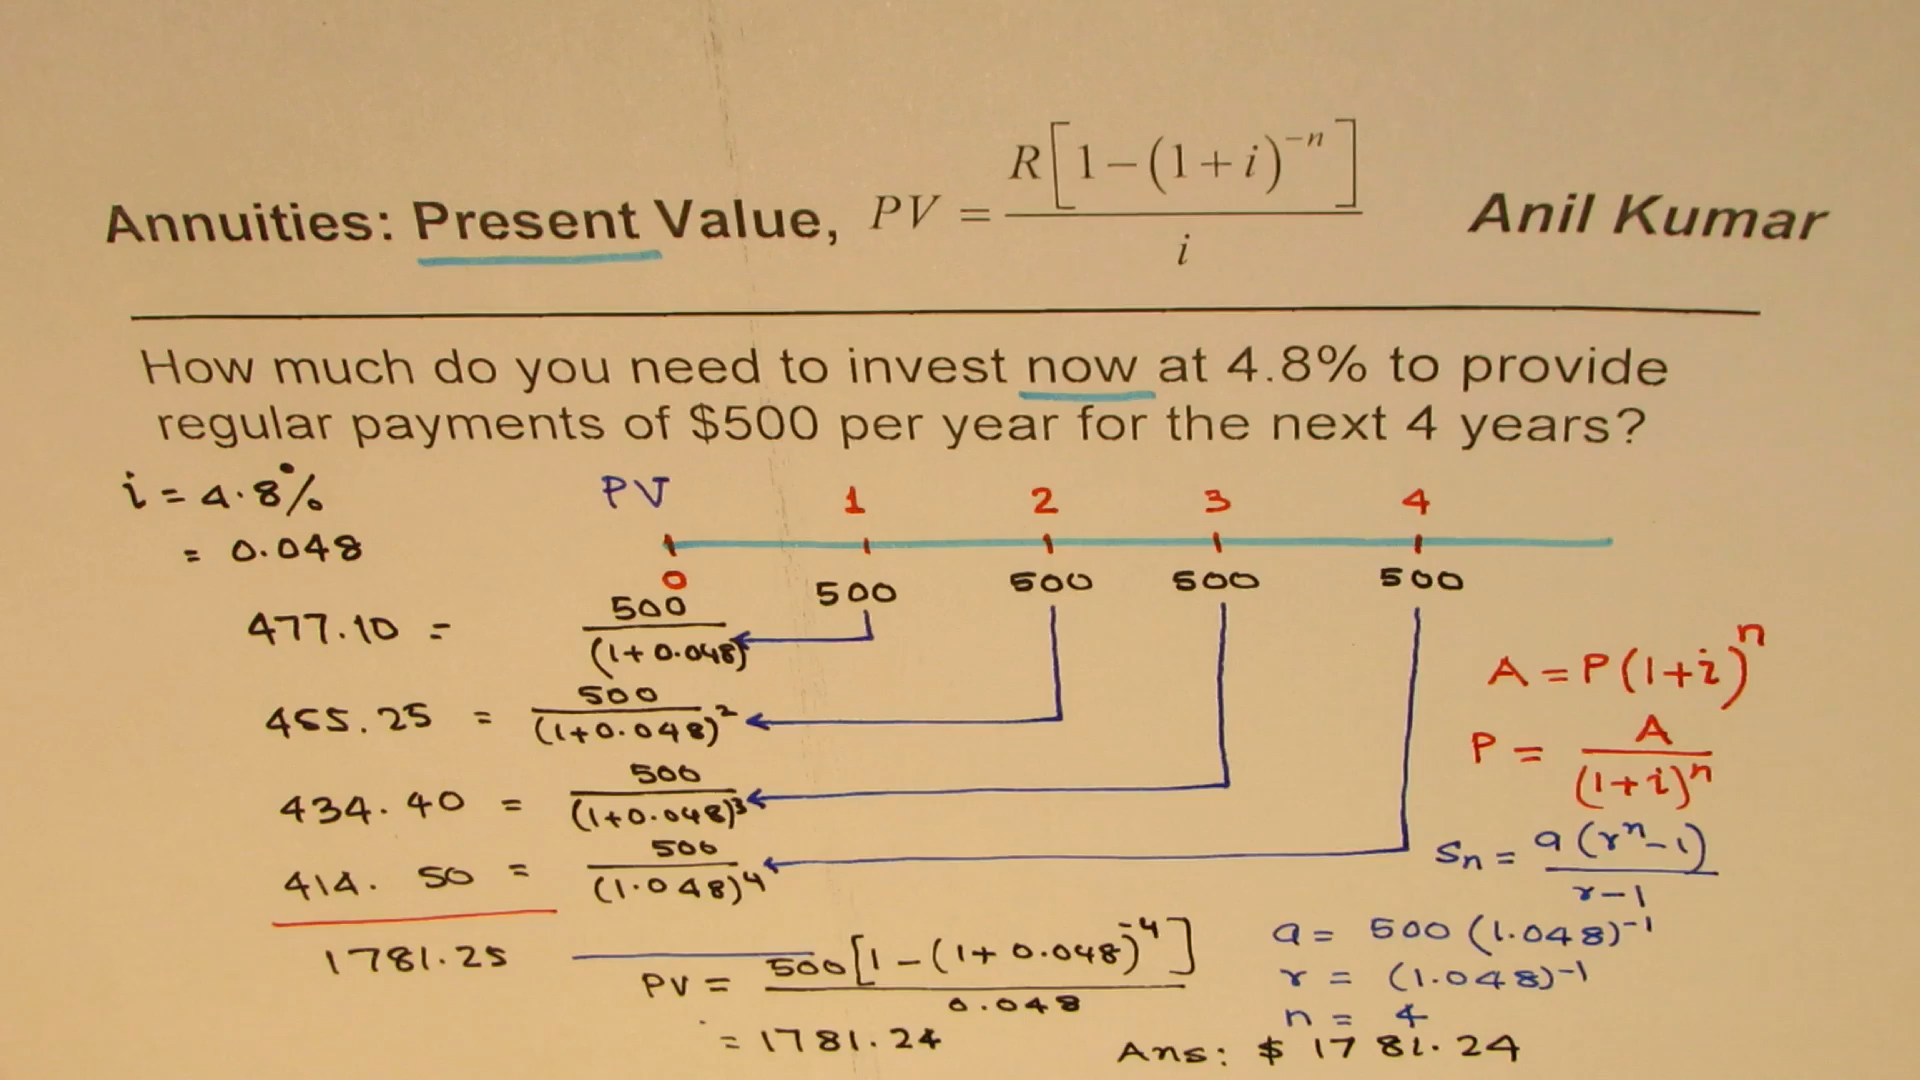 Annuities: Present Value, PV = R[1-(1+i)^-n] / i Anil Kumar
How much do you need to invest now at 4.8% to provide
regular payments of $500 per year for the next 4 years?
i = 4.8%
= 0.048
PV 1 2 3 4
0 500 500 500 500
477.10 = 500 / (1+0.048)
455.25 = 500 / (1+0.048)^2
434.40 = 500 / (1+0.048)^3
414.50 = 500 / (1.048)^4
1781.25
PV = 500[1-(1+0.048)^-4] / 0.048
= 1781.24
A = P(1+i)^n
P = A / (1+i)^n
Sn = a(r^n-1) / r-1
a = 500(1.048)^-1
r = (1.048)^-1
n = 4
Ans: $ 1781.24